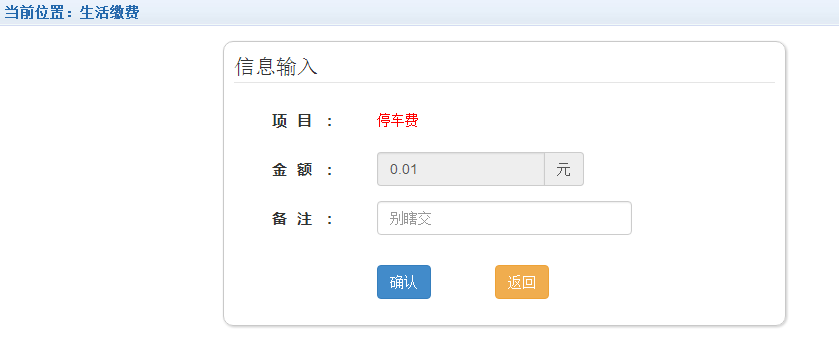 当前位置：生活缴费
信息输入
项 目 ： 停车费
金 额 ： 0.01 元
备 注 ： 别瞎交
确认 返回